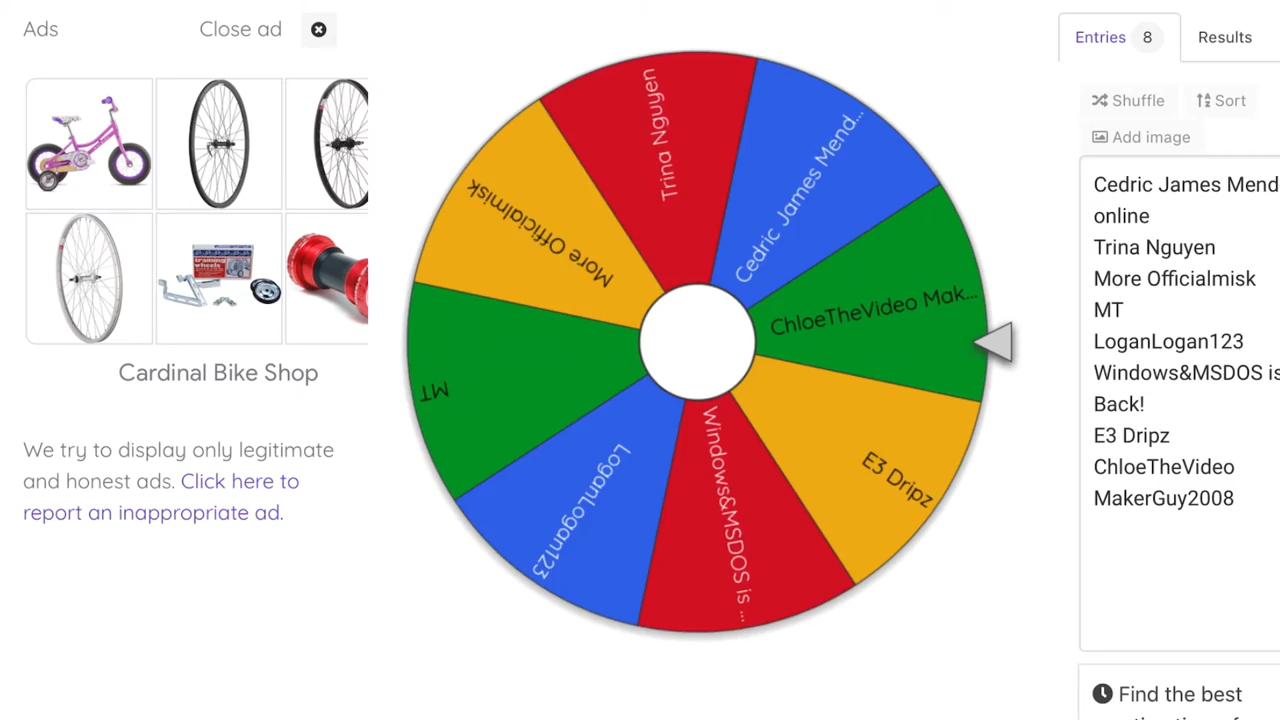 Ads
Close ad
Cardinal Bike Shop
We try to display only legitimate
and honest ads. Click here to
report an inappropriate ad.
Trina Nguyen
Cedric James Mend...
ChloeTheVideo Mak...
E3 Dripz
Windows&MSDOS is ...
LoganLogan123
MT
More Officialmisk
Entries 8
Results
Shuffle
Sort
Add image
Cedric James Mend
online
Trina Nguyen
More Officialmisk
MT
LoganLogan123
Windows&MSDOS is
Back!
E3 Dripz
ChloeTheVideo
MakerGuy2008
Find the best